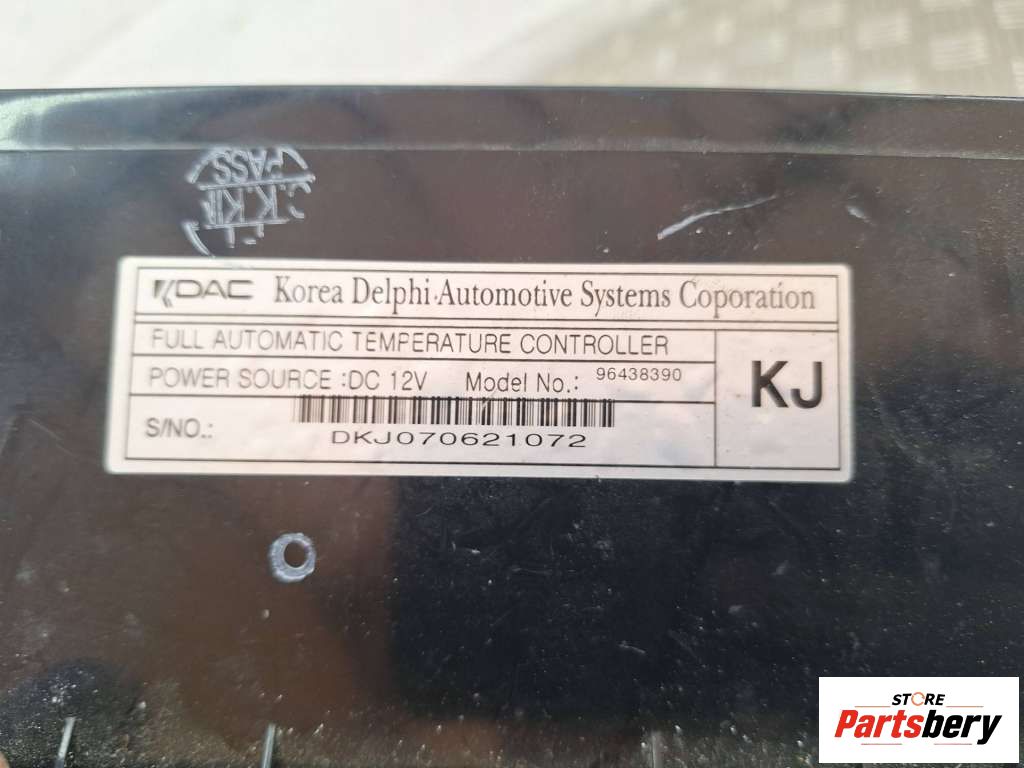 PASS
KDAC Korea Delphi Automotive Systems Coporation
FULL AUTOMATIC TEMPERATURE CONTROLLER
POWER SOURCE :DC 12V Model No.: 96438390
KJ
S/NO.:
DKJ070621072
STORE
Partsbery